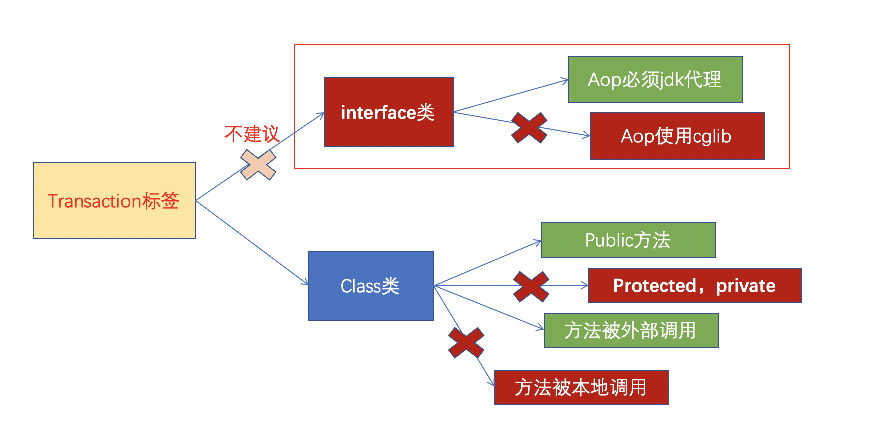 不建议
interface类
Aop必须jdk代理
Aop使用cglib
Transaction标签
Class类
Public方法
Protected，private
方法被外部调用
方法被本地调用